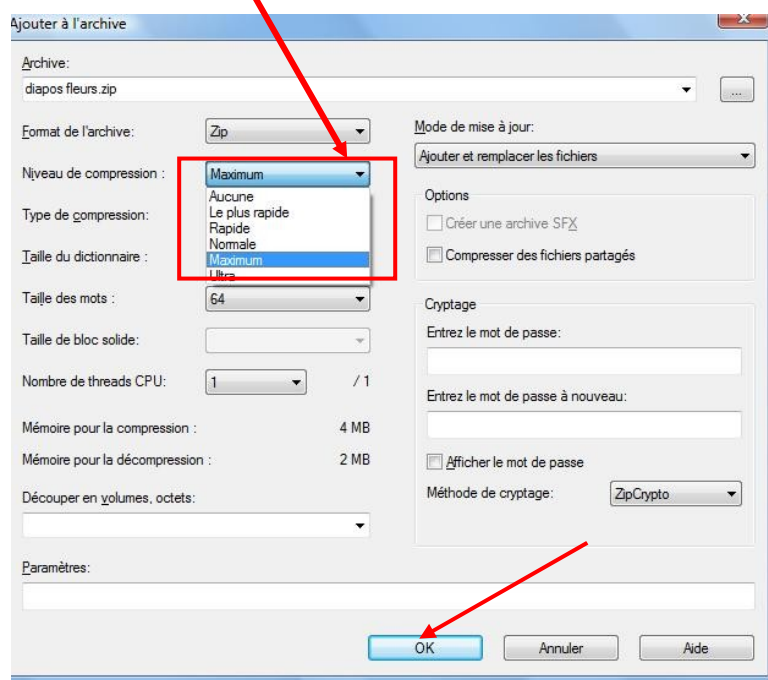 Ajouter à l'archive
Archive:
diapos fleurs.zip
...
Format de l'archive:
Zip
Niveau de compression :
Maximum
Aucune
Le plus rapide
Rapide
Normale
Maximum
Ultra
Type de compression:
Taille du dictionnaire :
Taille des mots :
64
Taille de bloc solide:
Nombre de threads CPU:
1
/ 1
Mémoire pour la compression :
4 MB
Mémoire pour la décompression :
2 MB
Découper en volumes, octets:
Mode de mise à jour:
Ajouter et remplacer les fichiers
Options
Créer une archive SFX
Compresser des fichiers partagés
Cryptage
Entrez le mot de passe:
Entrez le mot de passe à nouveau:
Afficher le mot de passe
Méthode de cryptage:
ZipCrypto
Paramètres:
OK
Annuler
Aide